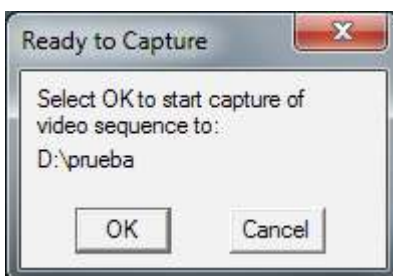 Ready to Capture
Select OK to start capture of
video sequence to:
D:\prueba
OK
Cancel